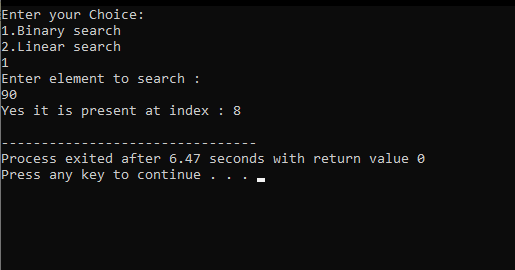 Enter your Choice:
1.Binary search
2.Linear search
1
Enter element to search :
90
Yes it is present at index : 8
--------------------------------
Process exited after 6.47 seconds with return value 0
Press any key to continue . . .